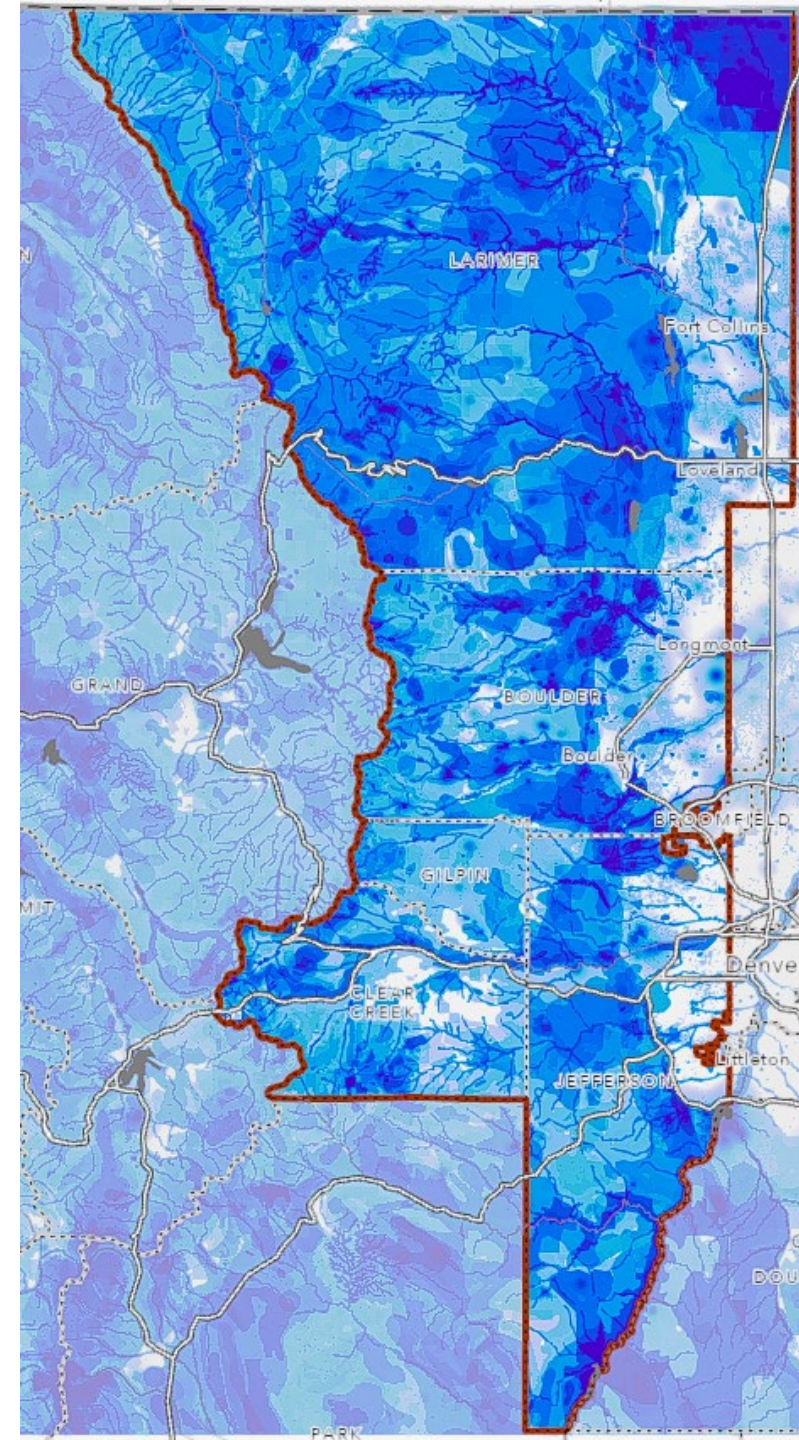 N
LARIMER
Fort Collins
Loveland
Longmont
GRAND
BOULDER
Boulder
BROOMFIELD
GILPIN
MIT
Denve
CLEAR
CREEK
Littleton
JEFFERSON
DOU
PARK